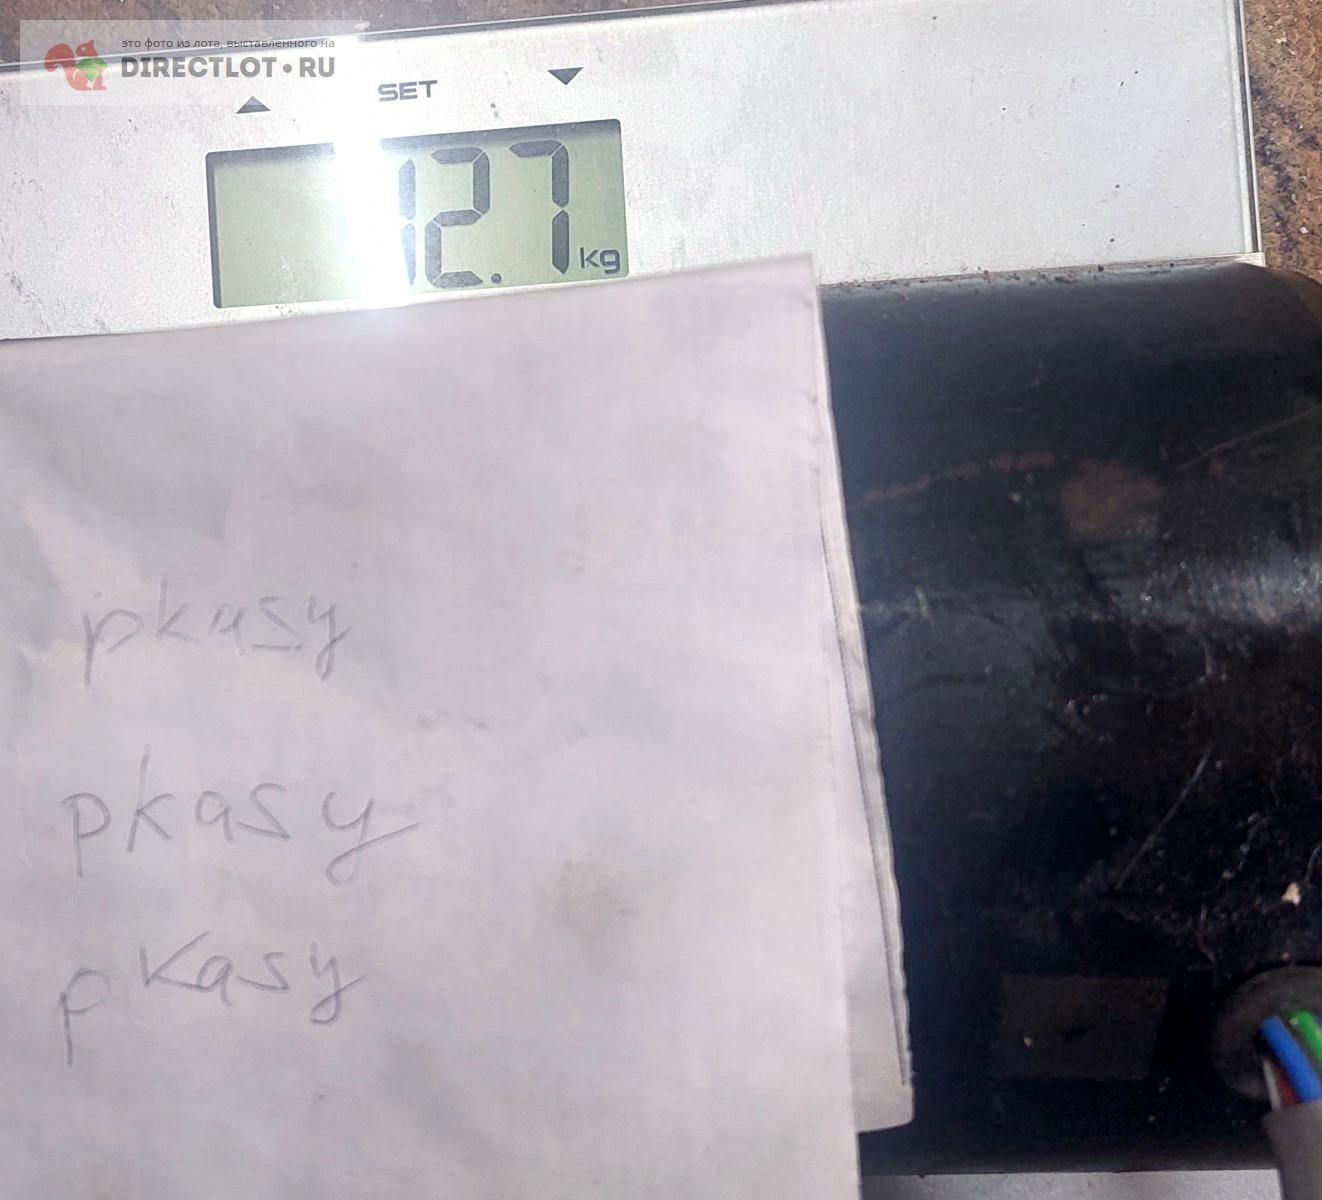 это фото из лота, выставленного на
DIRECTLOT•RU
SET
12.7 kg
pkasy
pkasy
pkasy